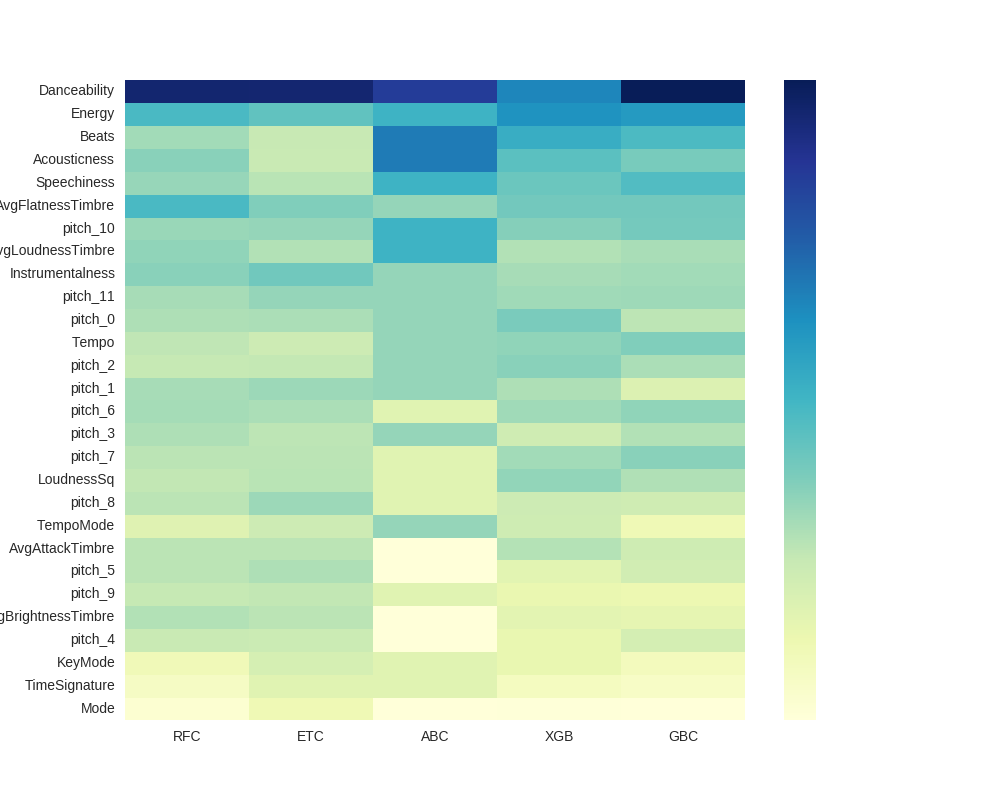 Danceability
Energy
Beats
Acousticness
Speechiness
AvgFlatnessTimbre
pitch_10
vgLoudnessTimbre
Instrumentalness
pitch_11
pitch_0
Tempo
pitch_2
pitch_1
pitch_6
pitch_3
pitch_7
LoudnessSq
pitch_8
TempoMode
AvgAttackTimbre
pitch_5
pitch_9
gBrightnessTimbre
pitch_4
KeyMode
TimeSignature
Mode
RFC ETC ABC XGB GBC